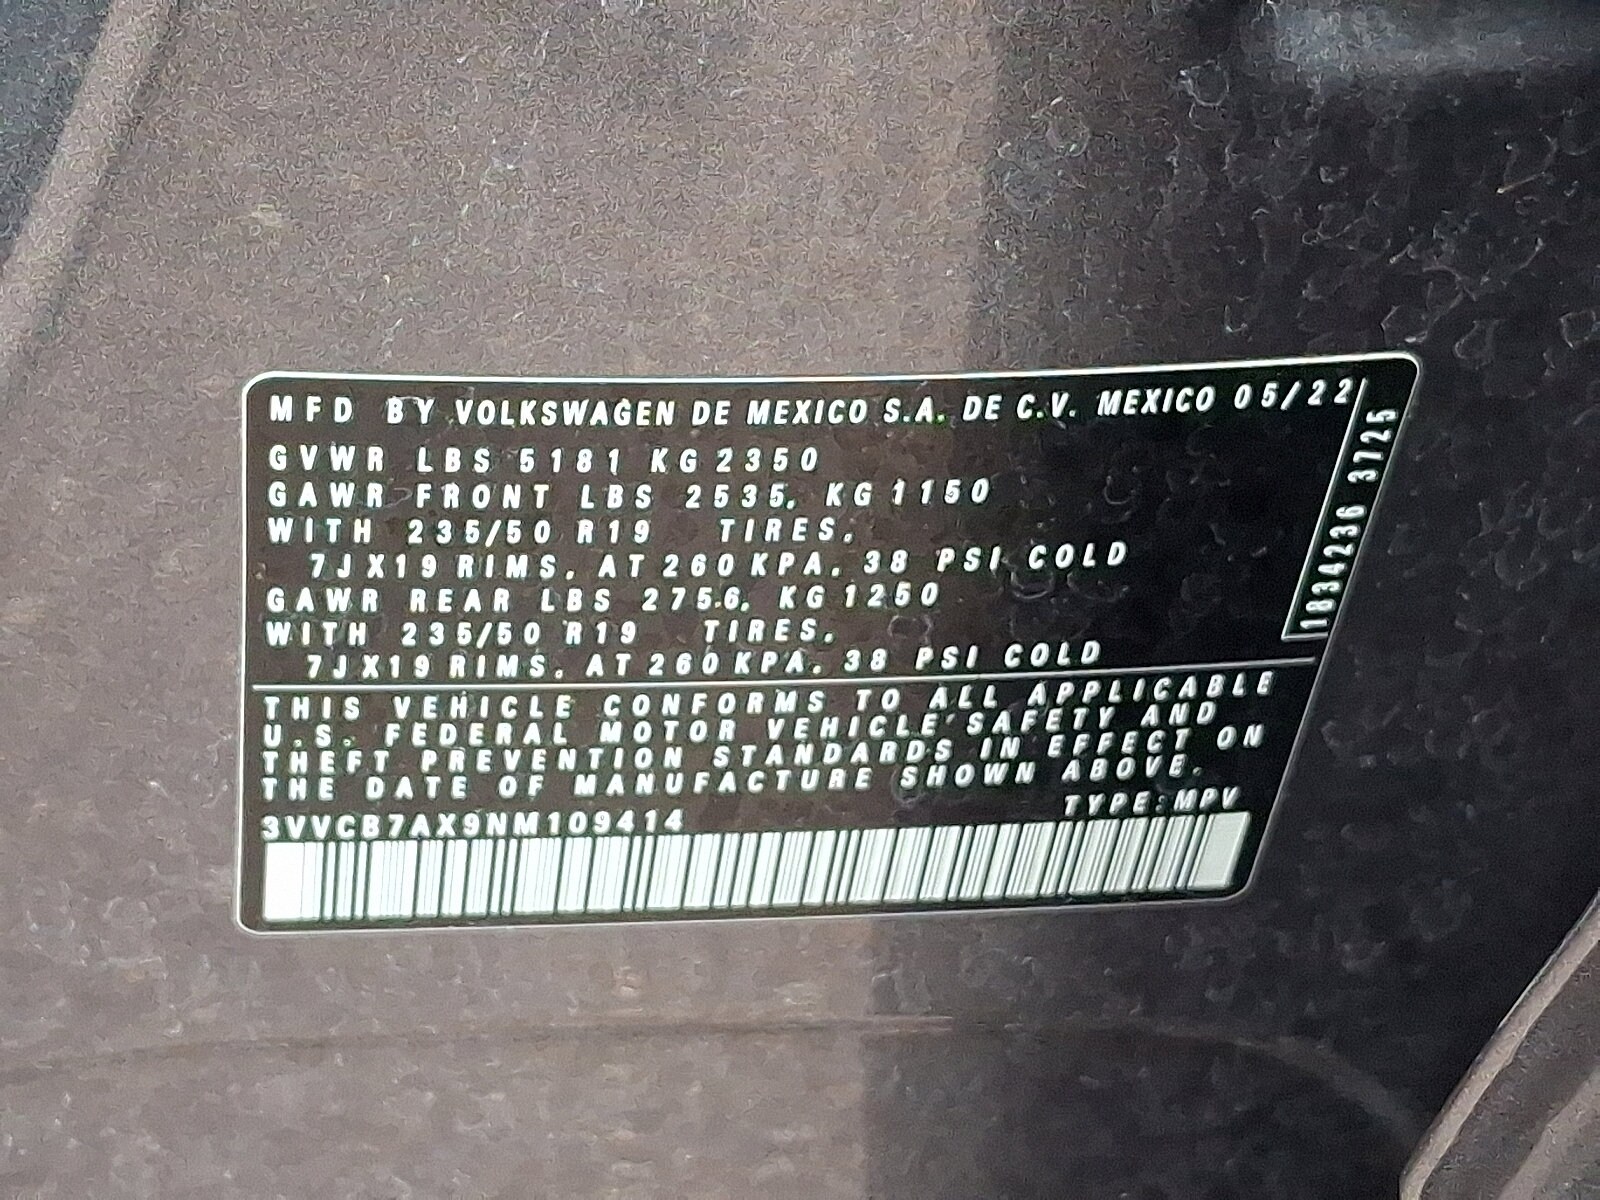 MFD BY VOLKSWAGEN DE MEXICO S.A. DE C.V. MEXICO 05/22
GVWR LBS 5181 KG 2350
GAWR FRONT LBS 2535, KG 1150
WITH 235/50 R19 TIRES,
7JX19 RIMS, AT 260 KPA. 38 PSI COLD
GAWR REAR LBS 2756, KG 1250
WITH 235/50 R19 TIRES,
7JX19 RIMS, AT 260 KPA. 38 PSI COLD
1834236 3725
THIS VEHICLE CONFORMS TO ALL APPLICABLE
U.S. FEDERAL MOTOR VEHICLE SAFETY AND
THEFT PREVENTION STANDARDS IN EFFECT ON
THE DATE OF MANUFACTURE SHOWN ABOVE.
3VVCB7AX9NM109414 TYPE:MPV